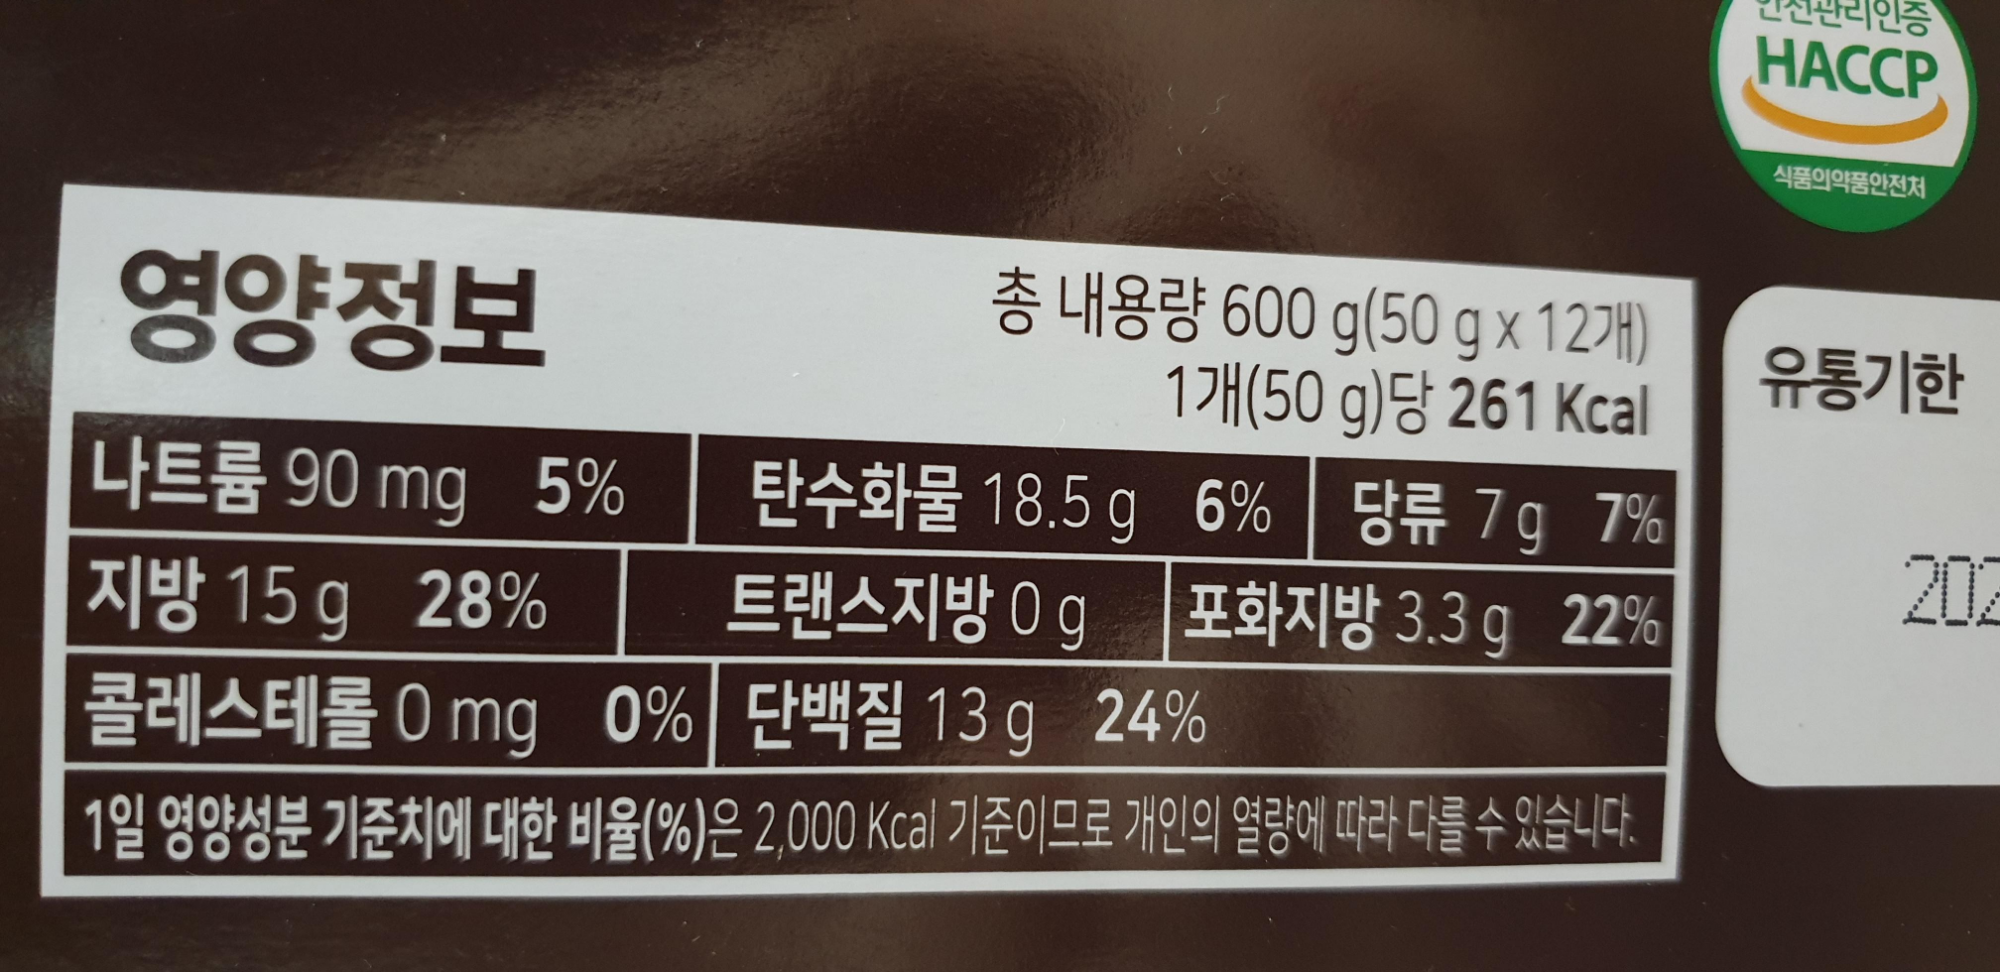 안전관리인증
HACCP
식품의약품안전처
영양정보
총 내용량 600 g(50 g x 12개)
1개(50 g)당 261 Kcal
나트륨 90 mg 5% 탄수화물 18.5 g 6% 당류 7 g 7%
지방 15 g 28% 트랜스지방 0 g 포화지방 3.3 g 22%
콜레스테롤 0 mg 0% 단백질 13 g 24%
1일 영양성분 기준치에 대한 비율(%)은 2,000 Kcal 기준이므로 개인의 열량에 따라 다를 수 있습니다.
유통기한